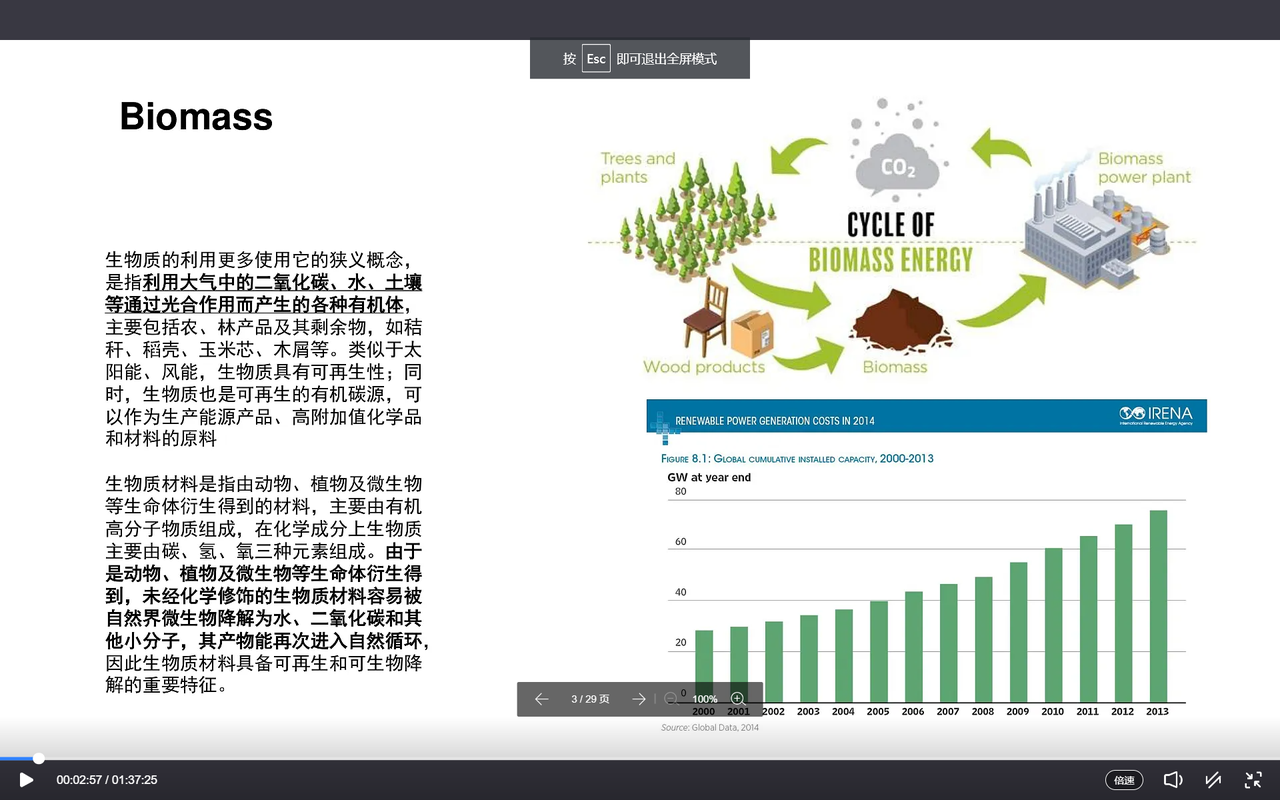 按 Esc 即可退出全屏模式
Biomass
生物质的利用更多使用它的狭义概念，
是指利用大气中的二氧化碳、水、土壤
等通过光合作用而产生的各种有机体，
主要包括农、林产品及其剩余物，如秸
秆、稻壳、玉米芯、木屑等。类似于太
阳能、风能，生物质具有可再生性；同
时，生物质也是可再生的有机碳源，可
以作为生产能源产品、高附加值化学品
和材料的原料
生物质材料是指由动物、植物及微生物
等生命体衍生得到的材料，主要由有机
高分子物质组成，在化学成分上生物质
主要由碳、氢、氧三种元素组成。由于
是动物、植物及微生物等生命体衍生得
到，未经化学修饰的生物质材料容易被
自然界微生物降解为水、二氧化碳和其
他小分子，其产物能再次进入自然循环，
因此生物质材料具备可再生和可生物降
解的重要特征。
Trees and
plants
CO₂
Biomass
power plant
CYCLE OF
BIOMASS ENERGY
Wood products
Biomass
RENEWABLE POWER GENERATION COSTS IN 2014
IRENA
International Renewable Energy Agency
Figure 8.1: Global cumulative installed capacity, 2000-2013
GW at year end
80
60
40
20
0
2000 2001 2002 2003 2004 2005 2006 2007 2008 2009 2010 2011 2012 2013
Source: Global Data, 2014
3 / 29 页
100%
00:02:57 / 01:37:25
倍速